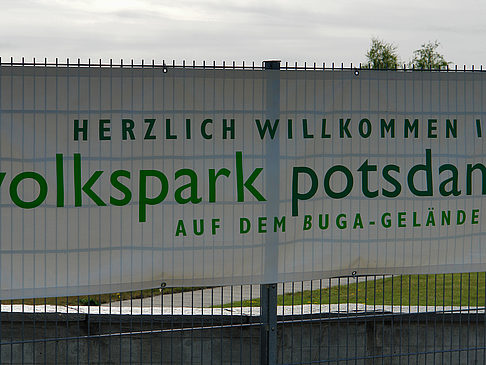 HERZLICH WILLKOMMEN I
volkspark potsdam
AUF DEM BUGA-GELÄNDE